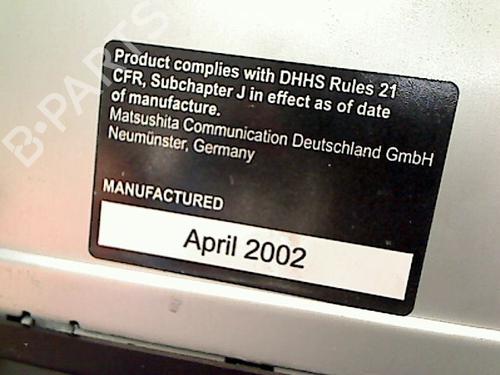 Product complies with DHHS Rules 21
CFR, Subchapter J in effect as of date
of manufacture.
Matsushita Communication Deutschland GmbH
Neumünster, Germany
MANUFACTURED
April 2002
B-PARTS